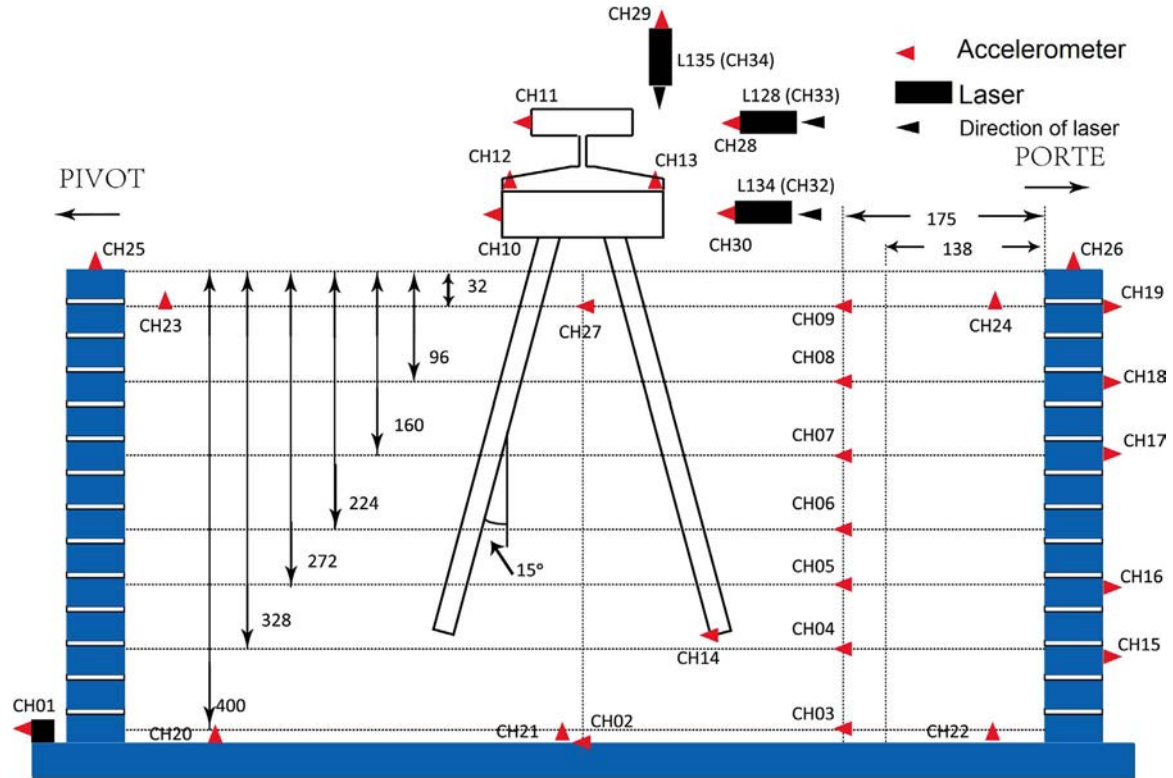 CH29
L135 (CH34)
Accelerometer
Laser
Direction of laser
CH11
L128 (CH33)
CH28
CH12
CH13
PIVOT
PORTE
L134 (CH32)
CH10
CH30
175
138
CH25
CH26
32
CH23
CH27
CH09
CH24
CH19
96
CH08
CH18
160
CH07
CH17
224
CH06
272
15°
CH05
CH16
328
CH04
CH14
CH15
CH01
400
CH20
CH21
CH02
CH03
CH22